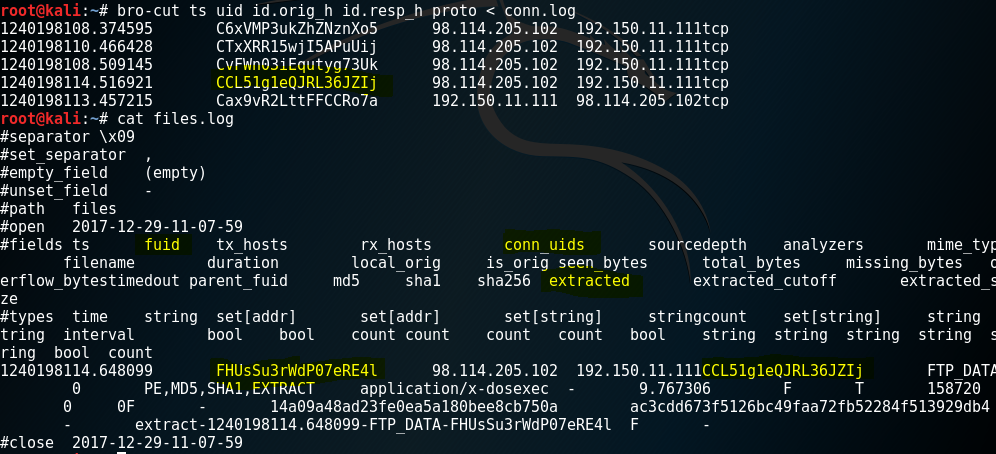 root@kali:~# bro-cut ts uid id.orig_h id.resp_h proto < conn.log
1240198108.374595 C6xVMP3ukZhZNznXo5 98.114.205.102 192.150.11.111tcp
1240198110.466428 CTxXRR15wjI5APuUij 98.114.205.102 192.150.11.111tcp
1240198108.509145 CvFWn03iEqutyg73Uk 98.114.205.102 192.150.11.111tcp
1240198114.516921 CCL51g1eQJRL36JZIj 98.114.205.102 192.150.11.111tcp
1240198113.457215 Cax9vR2LttFFCCRo7a 192.150.11.111 98.114.205.102tcp
root@kali:~# cat files.log
#separator \x09
#set_separator ,
#empty_field (empty)
#unset_field -
#path files
#open 2017-12-29-11-07-59
#fields ts fuid tx_hosts rx_hosts conn_uids sourcedepth analyzers mime_typ
filename duration local_orig is_orig seen_bytes total_bytes missing_bytes
erflow_bytestimedout parent_fuid md5 sha1 sha256 extracted extracted_cutoff extracted_s
ze
#types time string set[addr] set[addr] set[string] stringcount set[string] string
tring interval bool bool count count count count bool string string string s
ring bool count
1240198114.648099 FHUsSu3rWdP07eRE4l 98.114.205.102 192.150.11.111CCL51g1eQJRL36JZIj FTP_DATA
0 PE,MD5,SHA1,EXTRACT application/x-dosexec - 9.767306 F T 158720
0 0F - 14a09a48ad23fe0ea5a180bee8cb750a ac3cdd673f5126bc49faa72fb52284f513929db4
- extract-1240198114.648099-FTP_DATA-FHUsSu3rWdP07eRE4l F -
#close 2017-12-29-11-07-59